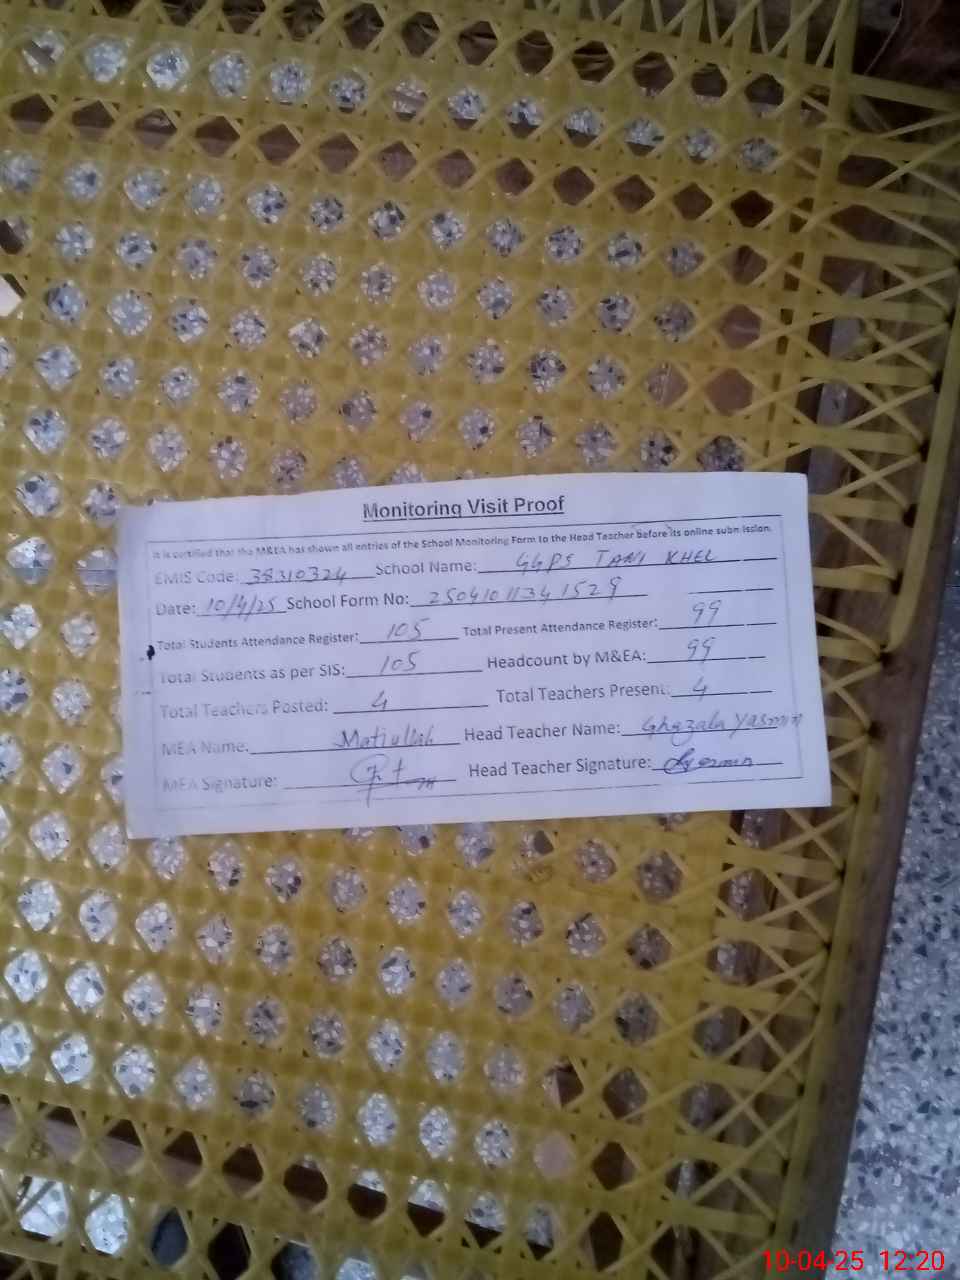 Monitoring Visit Proof
It is certified that the M&EA has shown all entries of the School Monitoring Form to the Head Teacher before its online submission.
EMIS Code: 38310324 School Name: GGPS TANI KHEL
Date: 10/4/25 School Form No: 25041011341529
Total Students Attendance Register: 105 Total Present Attendance Register: 99
Total Students as per SIS: 105 Headcount by M&EA: 99
Total Teachers Posted: 4 Total Teachers Present: 4
MEA Name: Matiullah Head Teacher Name: Ghazala Yasmin
MEA Signature: Head Teacher Signature:
10-04-25 12:20